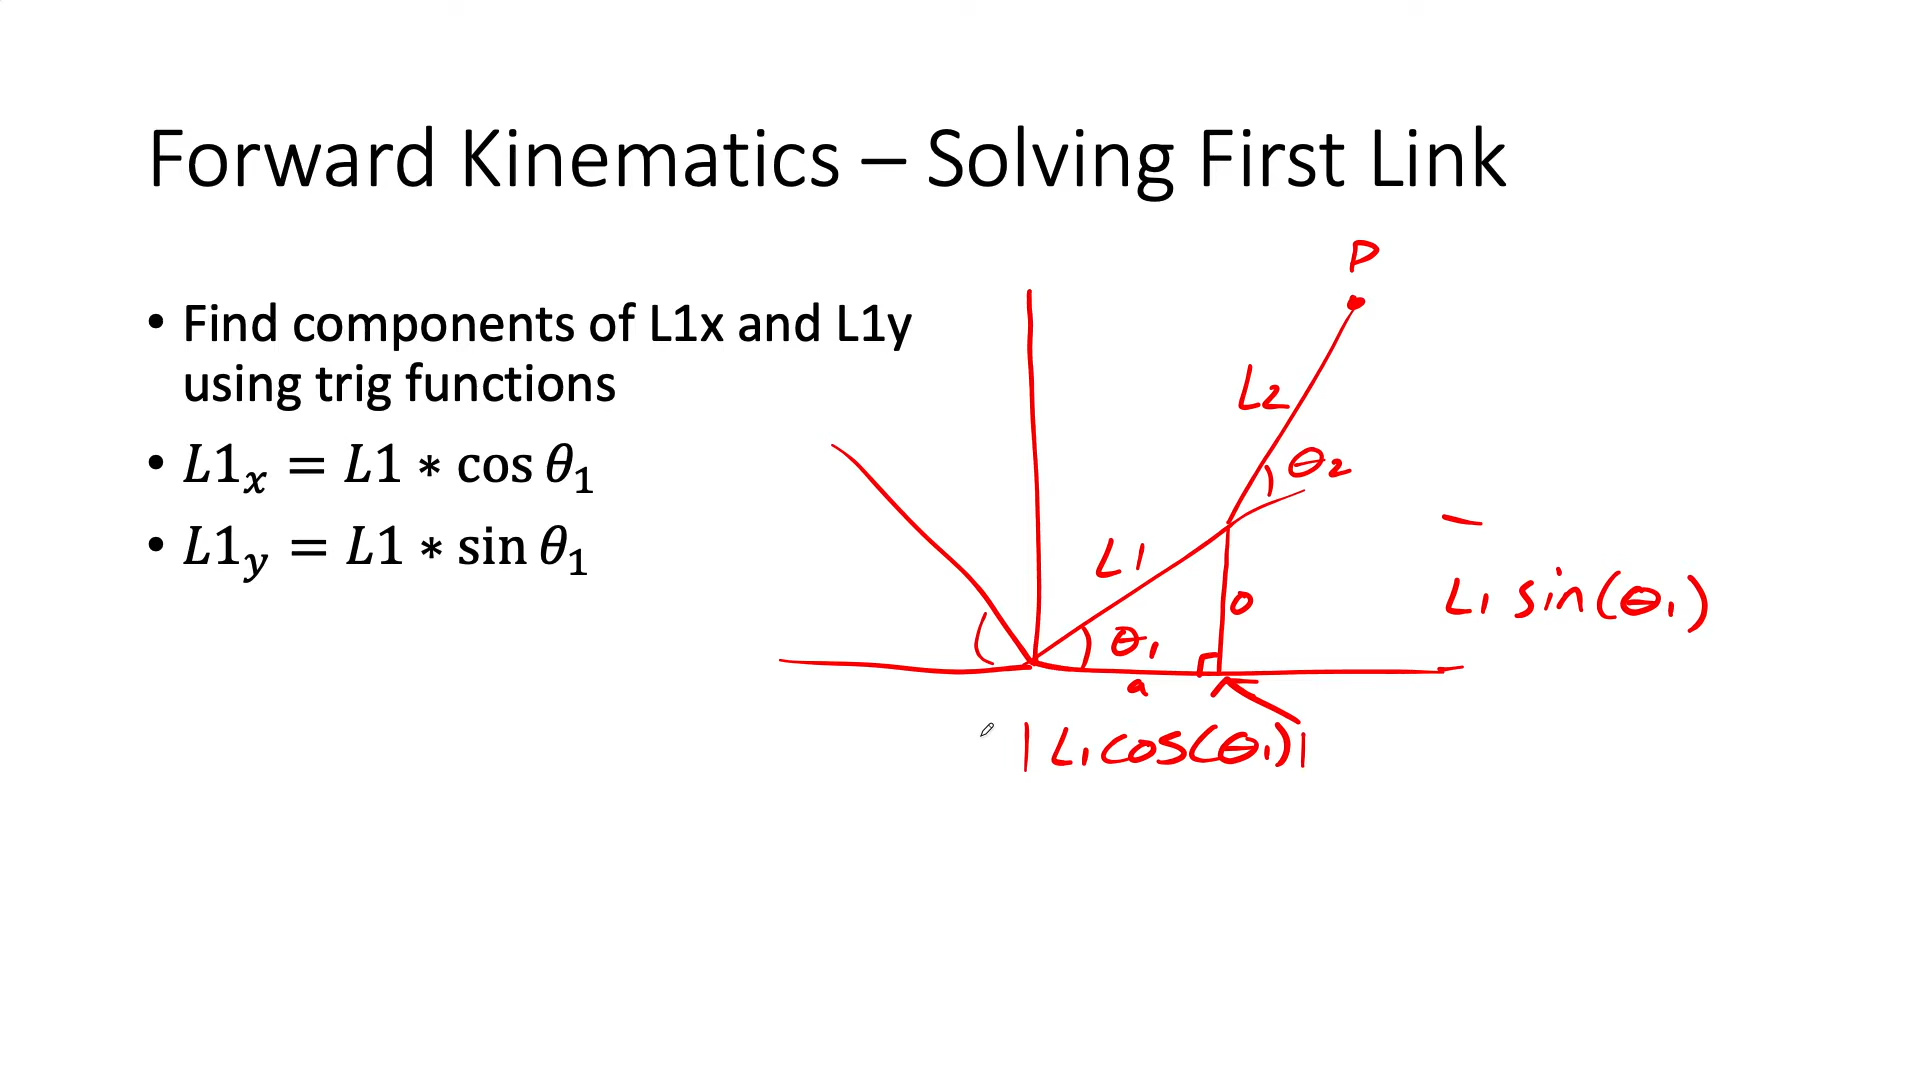 Forward Kinematics – Solving First Link
• Find components of L1x and L1y
using trig functions
• L1ₓ = L1 * cos θ₁
• L1_y = L1 * sin θ₁
P
L2
θ2
L1
O
θ1
a
L1 sin(θ1)
|L1 cos(θ1)|